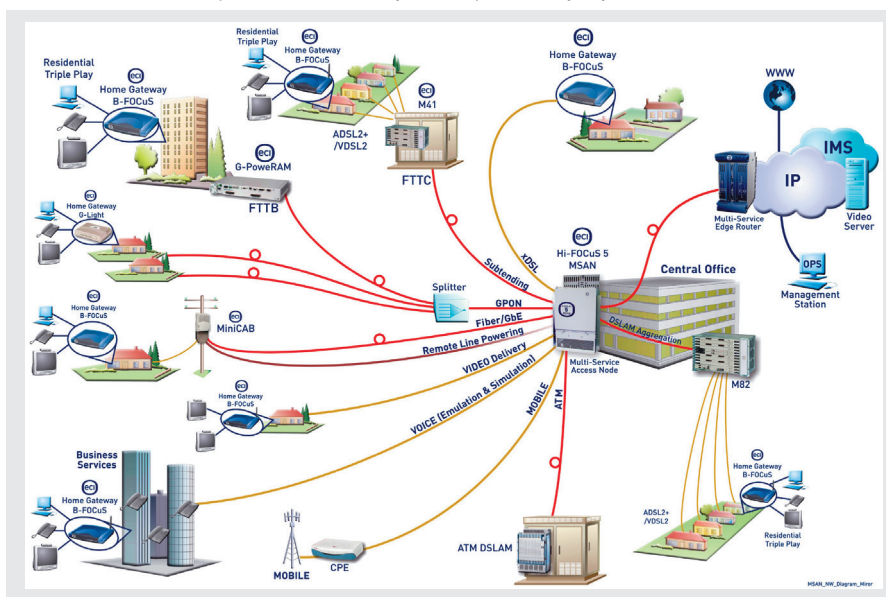 Residential
Triple Play
eci
Home Gateway
B-FOCuS
Residential
Triple Play
eci
Home Gateway
B-FOCuS
eci
M41
ADSL2+
/VDSL2
FTTC
eci
Home Gateway
B-FOCuS
WWW
IMS
IP
Video
Server
Multi-Service
Edge Router
OPS
Management
Station
eci
G-PoweRAM
FTTB
eci
Home Gateway
G-Light
Splitter
GPON
Subtending
xDSL
eci
Hi-FOCuS 5
MSAN
Central Office
Multi-Service
Access Node
DSLAM Aggregation
M82
eci
Home Gateway
B-FOCuS
eci
MiniCAB
Fiber/GbE
Remote Line Powering
VIDEO Delivery
VOICE (Emulation & Simulation)
MOBILE
ATM
eci
Home Gateway
B-FOCuS
Business
Services
eci
Home Gateway
B-FOCuS
MOBILE
CPE
ATM DSLAM
ADSL2+
/VDSL2
eci
Home Gateway
B-FOCuS
Residential
Triple Play
MSAN_NW_Diagram_Miror